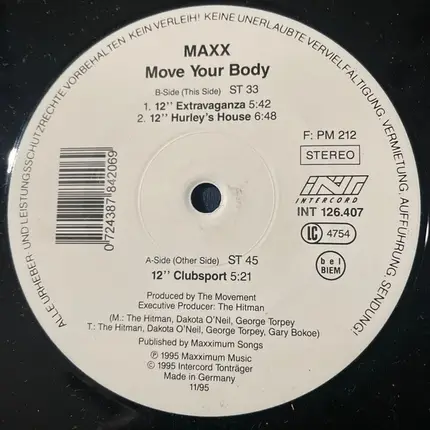 ALLE URHEBER- UND LEISTUNGSSCHUTZRECHTE VORBEHALTEN KEIN VERLEIH! KEINE UNERLAUBTE VERVIELFÄLTIGUNG, VERMIETUNG, AUFFÜHRUNG, SENDUNG!
MAXX
Move Your Body
B-Side (This Side) ST 33
1. 12'' Extravaganza 5:42
2. 12'' Hurley's House 6:48
F: PM 212
STEREO
INT
INTERCORD
INT 126.407
LC 4754
bel
BIEM
0 724387 842069
A-Side (Other Side) ST 45
12'' Clubsport 5:21
Produced by The Movement
Executive Producer: The Hitman
(M.: The Hitman, Dakota O'Neil, George Torpey
T.: The Hitman, Dakota O'Neil, George Torpey, Gary Bokoe)
Published by Maxximum Songs
℗ 1995 Maxximum Music
© 1995 Intercord Tonträger
Made in Germany
11/95